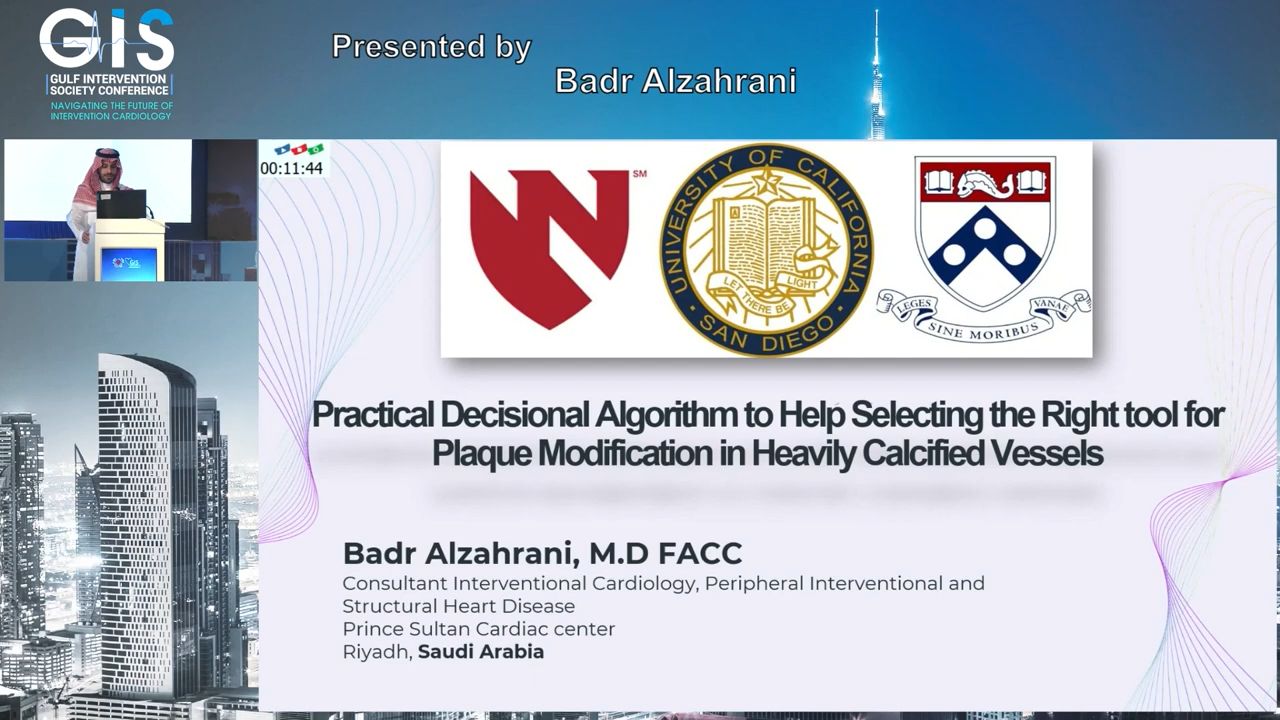 GIS
GULF INTERVENTION
SOCIETY CONFERENCE
NAVIGATING THE FUTURE OF
INTERVENTION CARDIOLOGY
Presented by
Badr Alzahrani
00:11:44
SM
UNIVERSITY OF CALIFORNIA
SAN DIEGO
LET THERE BE LIGHT
LEGES SINE MORIBUS VANAE
Practical Decisional Algorithm to Help Selecting the Right tool for
Plaque Modification in Heavily Calcified Vessels
Badr Alzahrani, M.D FACC
Consultant Interventional Cardiology, Peripheral Interventional and
Structural Heart Disease
Prince Sultan Cardiac center
Riyadh, Saudi Arabia